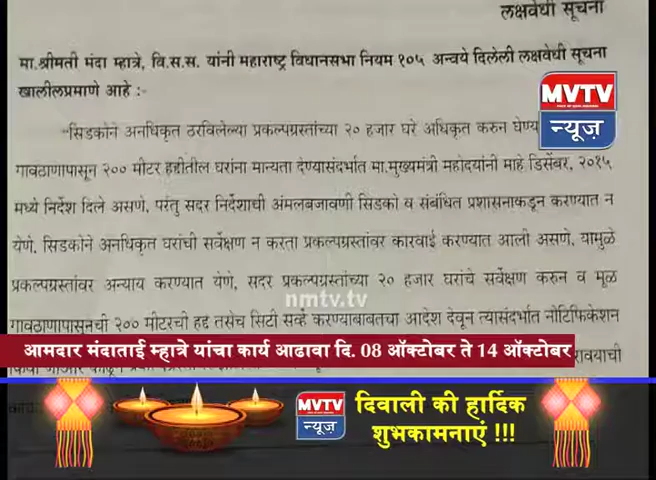 लक्षवेधी सूचना
मा.श्रीमती मंदा म्हात्रे, वि.स.स. यांनी महाराष्ट्र विधानसभा नियम १०५ अन्वये दिलेली लक्षवेधी सूचना
खालीलप्रमाणे आहे :-
"सिडकोने अनधिकृत ठरविलेल्या प्रकल्पग्रस्तांच्या २० हजार घरे अधिकृत करुन
गावठाणापासून २०० मीटर हद्दीतील घरांना मान्यता देण्यासंदर्भात मा.मुख्यमंत्री महोदयांनी माहे डिसेंबर, २०१५
मध्ये निर्देश दिले असणे, परंतु सदर निर्देशाची अंमलबजावणी सिडको व संबंधित प्रशासनाकडून करण्यात न
येणे, सिडकोने अनधिकृत घरांची सर्वेक्षण न करता प्रकल्पग्रस्तांवर कारवाई करण्यात आली असणे, यामुळे
प्रकल्पग्रस्तांवर अन्याय करण्यात येणे, सदर प्रकल्पग्रस्तांच्या २० हजार घरांचे सर्वेक्षण करुन व मूळ
गावठाणापासूनची २०० मीटरची हद्द तसेच सिटी सर्व्हे करण्याबाबतचा आदेश देवून त्यासंदर्भात नोटिफिकेशन
MVTV
न्यूज़
nmtv.tv
आमदार मंदाताई म्हात्रे यांचा कार्य आढावा दि. 08 ऑक्टोबर ते 14 ऑक्टोबर
MVTV
न्यूज़
दिवाली की हार्दिक
शुभकामनाएं !!!